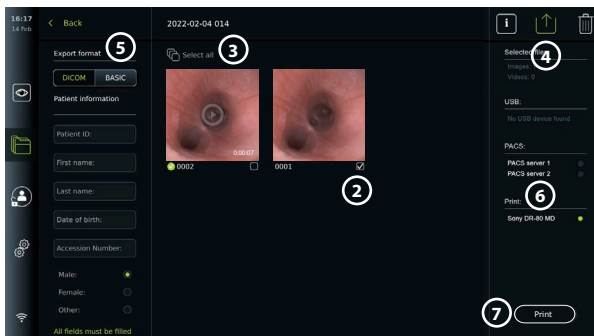 16:17
14 Feb
Back
2022-02-04 014
i
Export format
5
DICOM
BASIC
Patient information
Patient ID:
First name:
Last name:
Date of birth:
Accession Number:
Male:
Female:
Other:
All fields must be filled
Select all
3
0:00:07
0002
0001
2
Selected files
4
Images:
Videos: 0
USB:
No USB device found
PACS:
PACS server 1
PACS server 2
6
Print:
Sony DR-80 MD
7
Print